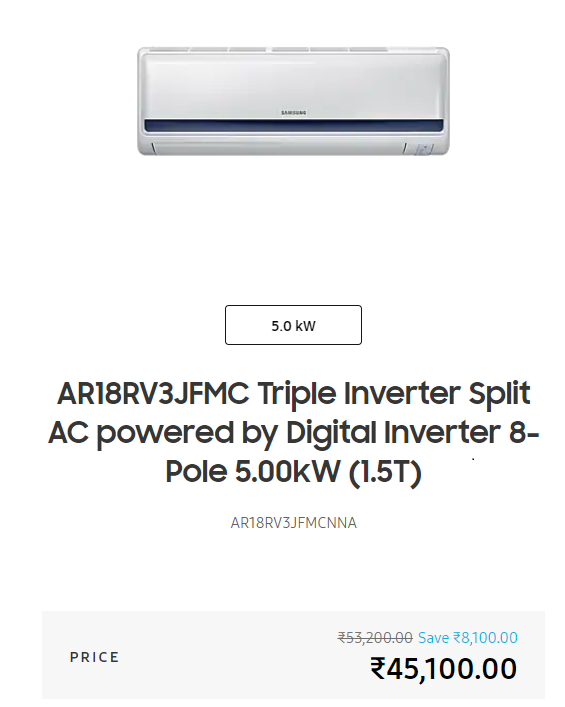 SAMSUNG
5.0 kW
AR18RV3JFMC Triple Inverter Split
AC powered by Digital Inverter 8-
Pole 5.00kW (1.5T)
AR18RV3JFMCNNA
₹53,200.00 Save ₹8,100.00
PRICE
₹45,100.00